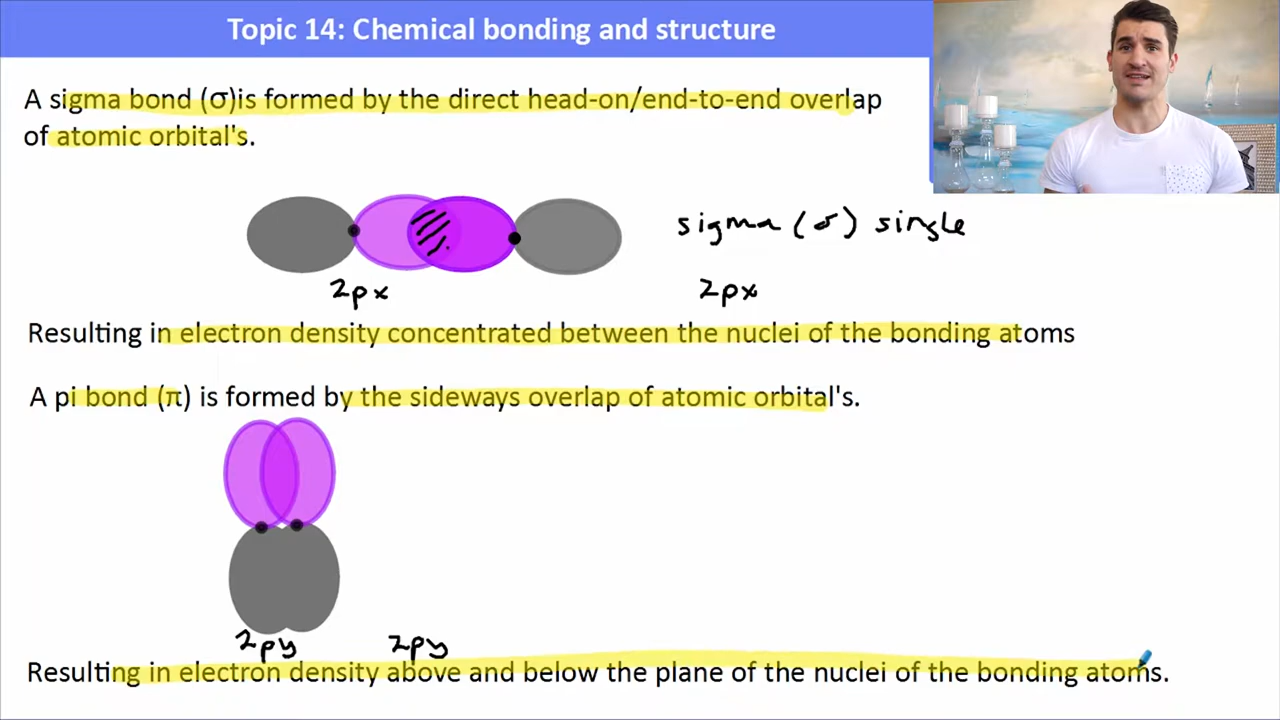 Topic 14: Chemical bonding and structure
A sigma bond (σ)is formed by the direct head-on/end-to-end overlap
of atomic orbital's.
sigma (σ) single
2px 2px
Resulting in electron density concentrated between the nuclei of the bonding atoms
A pi bond (π) is formed by the sideways overlap of atomic orbital's.
2py 2py
Resulting in electron density above and below the plane of the nuclei of the bonding atoms.